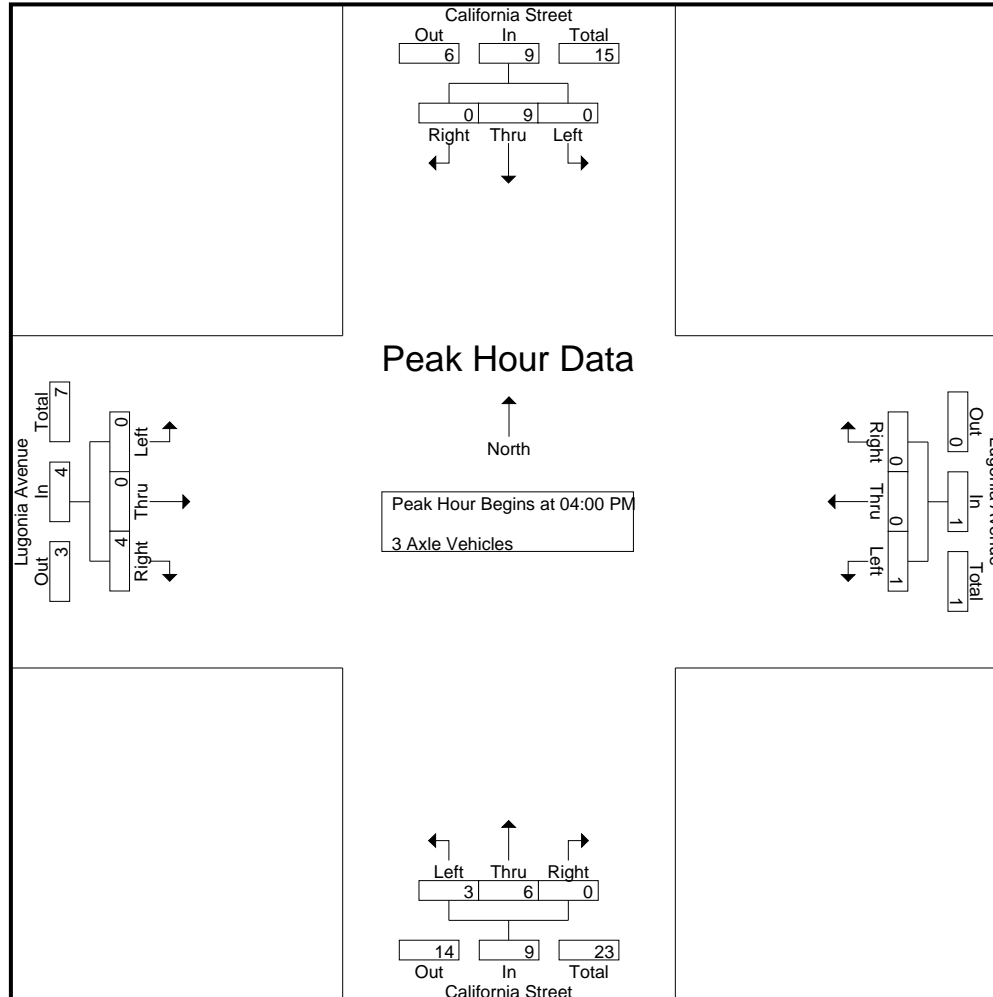 California Street
Out In Total
6 9 15
0 9 0
Right Thru Left
Peak Hour Data
North
Peak Hour Begins at 04:00 PM
3 Axle Vehicles
Lugonia Avenue
Total In Out
7 4 3
0 0 4
Left Thru Right
Right Thru Left
0 0 1
0 1 1
Out In Total
Left Thru Right
3 6 0
14 9 23
Out In Total
California Street